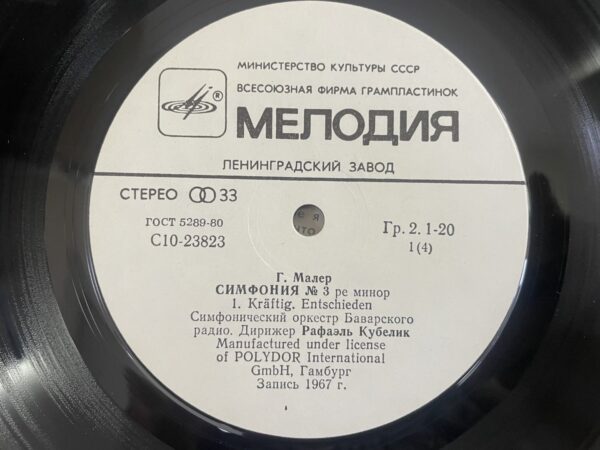 МИНИСТЕРСТВО КУЛЬТУРЫ СССР
ВСЕСОЮЗНАЯ ФИРМА ГРАМПЛАСТИНОК
®
МЕЛОДИЯ
ЛЕНИНГРАДСКИЙ ЗАВОД
СТЕРЕО 33
ГОСТ 5289-80
С10-23823
Гр. 2. 1-20
1(4)
Г. Малер
СИМФОНИЯ № 3 ре минор
1. Kräftig. Entschieden
Симфонический оркестр Баварского
радио. Дирижер Рафаэль Кубелик
Manufactured under license
of POLYDOR International
GmbH, Гамбург
Запись 1967 г.